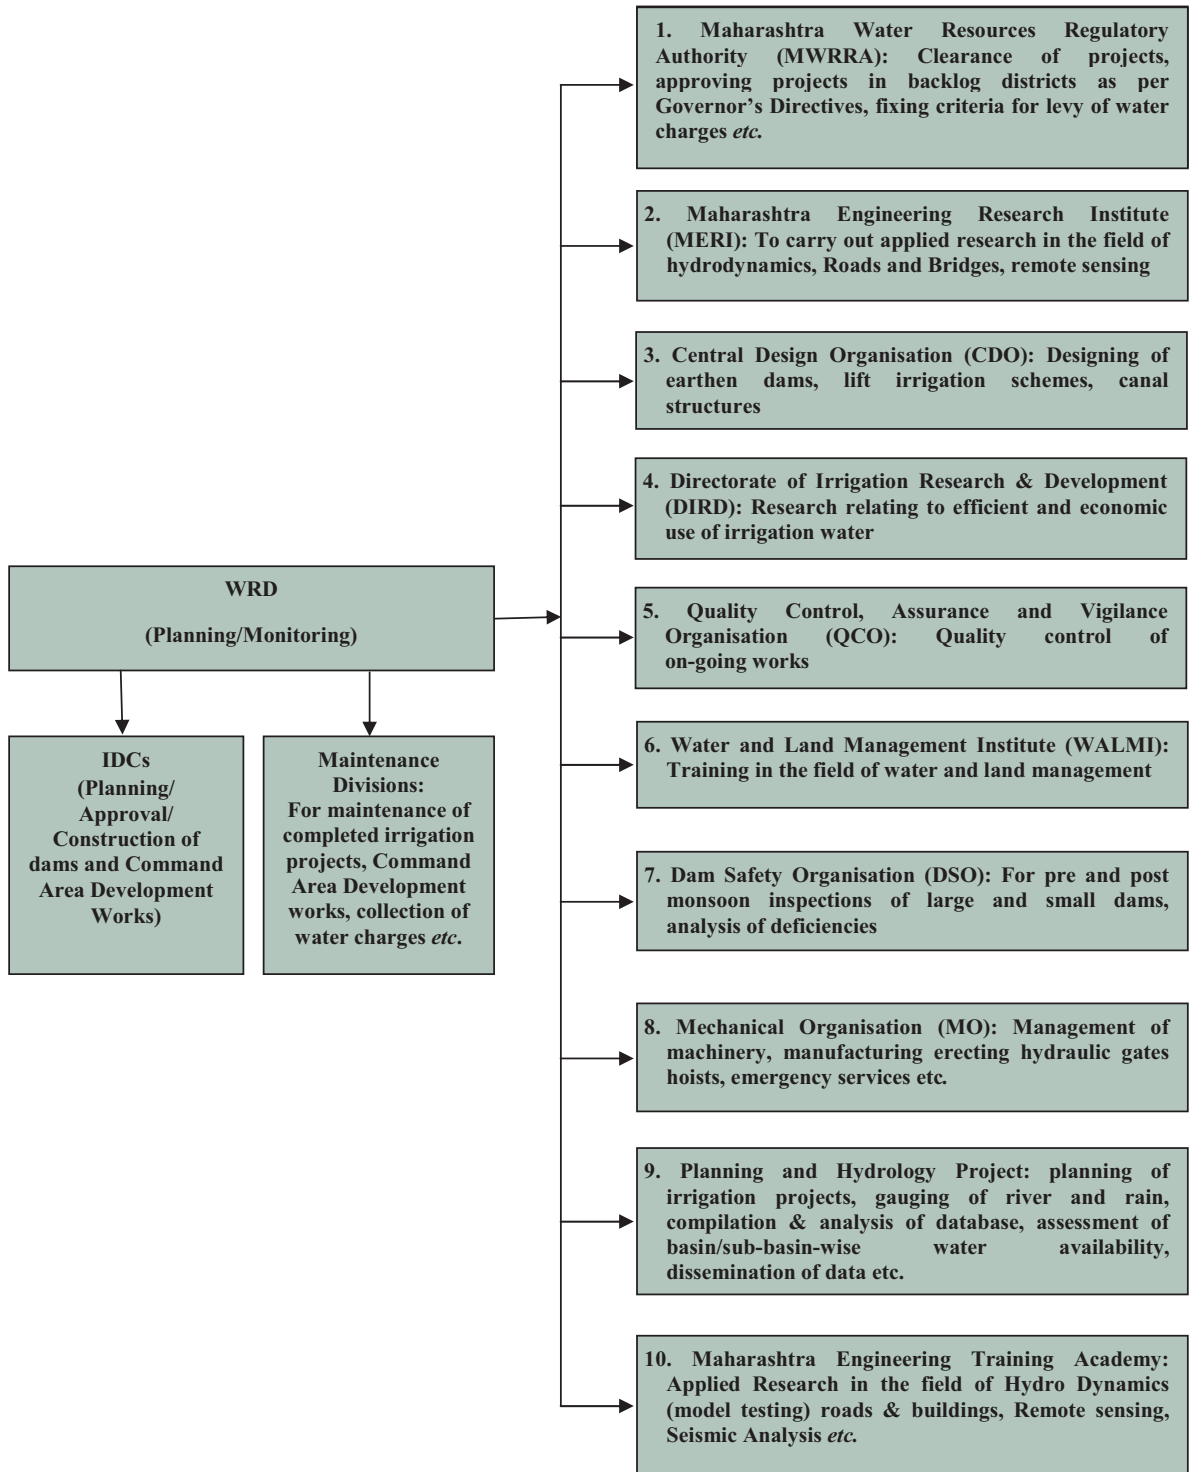 1. Maharashtra Water Resources Regulatory
Authority (MWRRA): Clearance of projects,
approving projects in backlog districts as per
Governor's Directives, fixing criteria for levy of water
charges etc.
2. Maharashtra Engineering Research Institute
(MERI): To carry out applied research in the field of
hydrodynamics, Roads and Bridges, remote sensing
3. Central Design Organisation (CDO): Designing of
earthen dams, lift irrigation schemes, canal
structures
4. Directorate of Irrigation Research & Development
(DIRD): Research relating to efficient and economic
use of irrigation water
WRD
(Planning/Monitoring)
5. Quality Control, Assurance and Vigilance
Organisation (QCO): Quality control of
on-going works
IDCs
(Planning/
Approval/
Construction of
dams and Command
Area Development
Works)
Maintenance
Divisions:
For maintenance of
completed irrigation
projects, Command
Area Development
works, collection of
water charges etc.
6. Water and Land Management Institute (WALMI):
Training in the field of water and land management
7. Dam Safety Organisation (DSO): For pre and post
monsoon inspections of large and small dams,
analysis of deficiencies
8. Mechanical Organisation (MO): Management of
machinery, manufacturing erecting hydraulic gates
hoists, emergency services etc.
9. Planning and Hydrology Project: planning of
irrigation projects, gauging of river and rain,
compilation & analysis of database, assessment of
basin/sub-basin-wise water availability,
dissemination of data etc.
10. Maharashtra Engineering Training Academy:
Applied Research in the field of Hydro Dynamics
(model testing) roads & buildings, Remote sensing,
Seismic Analysis etc.